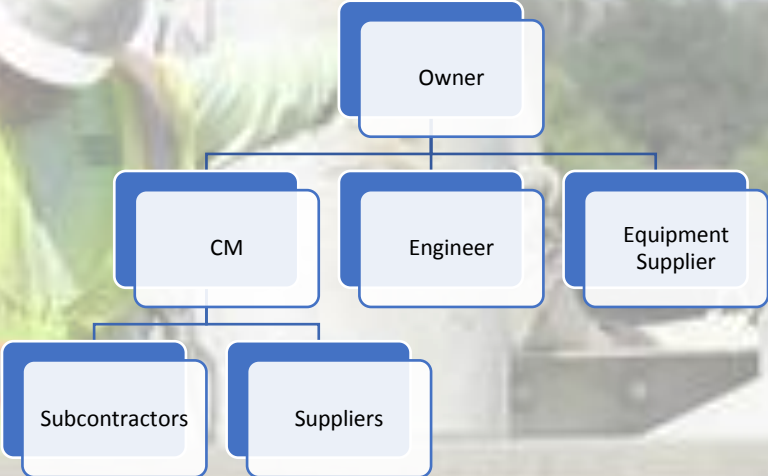 Owner
CM
Engineer
Equipment
Supplier
Subcontractors
Suppliers